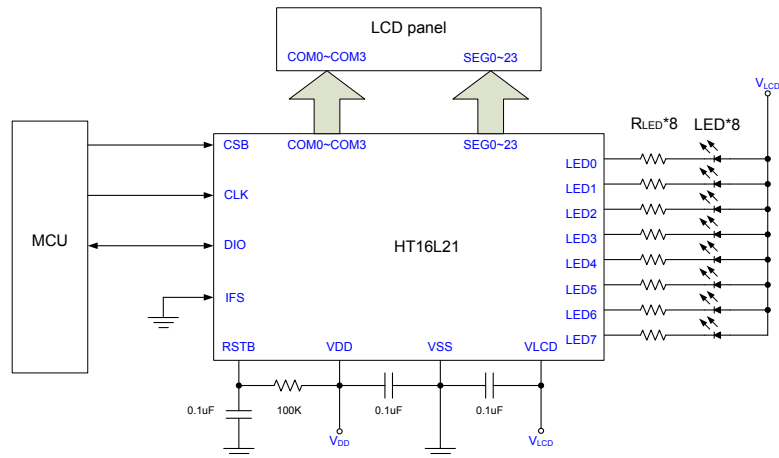 LCD panel
COM0~COM3 SEG0~23
VLCD
RLED*8 LED*8
MCU
CSB COM0~COM3 SEG0~23
LED0
CLK
LED1
LED2
DIO
HT16L21
LED3
LED4
IFS
LED5
LED6
LED7
RSTB VDD VSS VLCD
0.1uF 100K 0.1uF 0.1uF
VDD VLCD